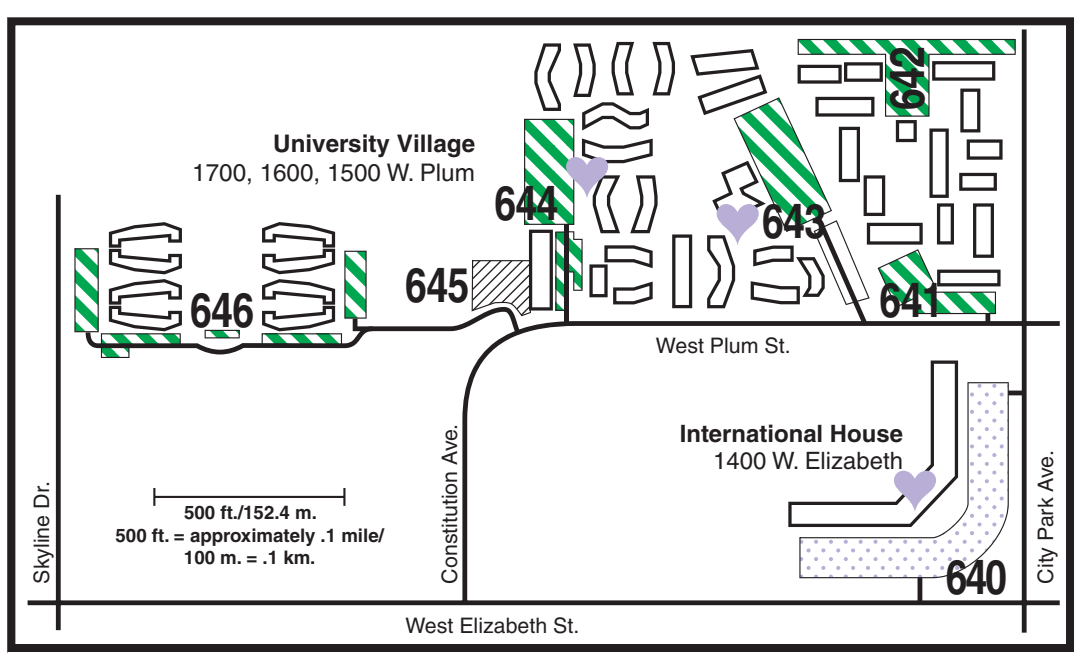 642
University Village
1700, 1600, 1500 W. Plum
644
643
645
646
641
West Plum St.
International House
1400 W. Elizabeth
Skyline Dr.
500 ft./152.4 m.
500 ft. = approximately .1 mile/
100 m. = .1 km.
Constitution Ave.
City Park Ave.
640
West Elizabeth St.